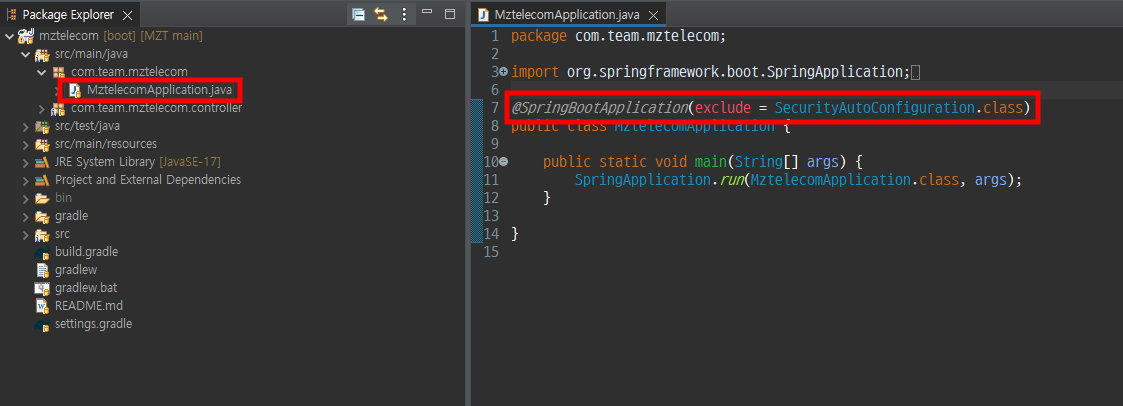 Package Explorer
mztelecom [boot] [MZT main]
src/main/java
com.team.mztelecom
MztelecomApplication.java
com.team.mztelecom.controller
src/test/java
src/main/resources
JRE System Library [JavaSE-17]
Project and External Dependencies
bin
gradle
src
build.gradle
gradlew
gradlew.bat
README.md
settings.gradle
MztelecomApplication.java
1 package com.team.mztelecom;
2
3 import org.springframework.boot.SpringApplication;
6
7 @SpringBootApplication(exclude = SecurityAutoConfiguration.class)
8 public class MztelecomApplication {
9
10 public static void main(String[] args) {
11 SpringApplication.run(MztelecomApplication.class, args);
12 }
13
14 }
15